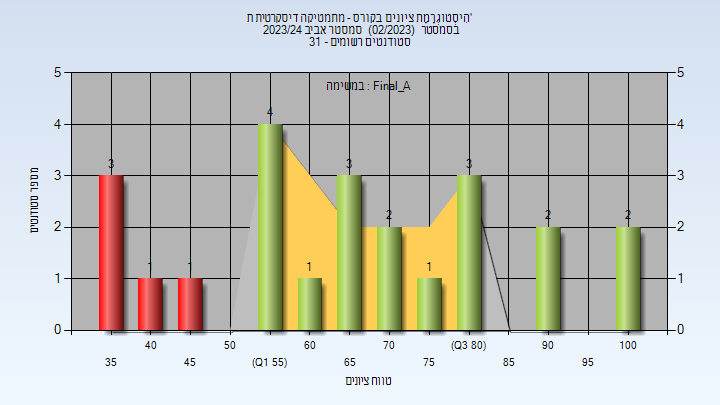 היסטוגרמת ציונים בקורס - מתמטיקה דיסקרטית ת'
בסמסטר (02/2023) סמסטר אביב 2023/24
סטודנטים רשומים - 31
במשימה : Final_A
מספר סטודנטים
5 5
4 4
3 3
2 2
1 1
0 0
3 1 1 4 1 3 2 1 3 2 2
40 50 60 70 (Q3 80) 90 100
35 45 (Q1 55) 65 75 85 95
טווח ציונים